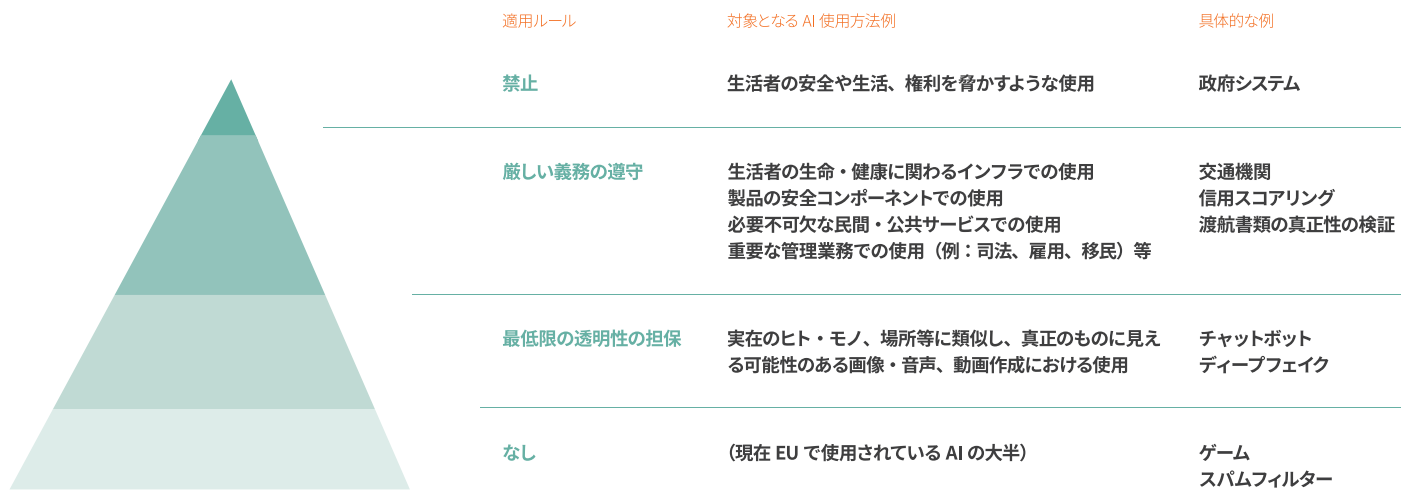 適用ルール 対象となる AI 使用方法例 具体的な例
禁止 生活者の安全や生活、権利を脅かすような使用 政府システム
厳しい義務の遵守 生活者の生命・健康に関わるインフラでの使用 交通機関
製品の安全コンポーネントでの使用 信用スコアリング
必要不可欠な民間・公共サービスでの使用 渡航書類の真正性の検証
重要な管理業務での使用（例：司法、雇用、移民）等
最低限の透明性の担保 実在のヒト・モノ、場所等に類似し、真正のものに見え チャットボット
る可能性のある画像・音声、動画作成における使用 ディープフェイク
なし （現在 EU で使用されている AI の大半） ゲーム
スパムフィルター